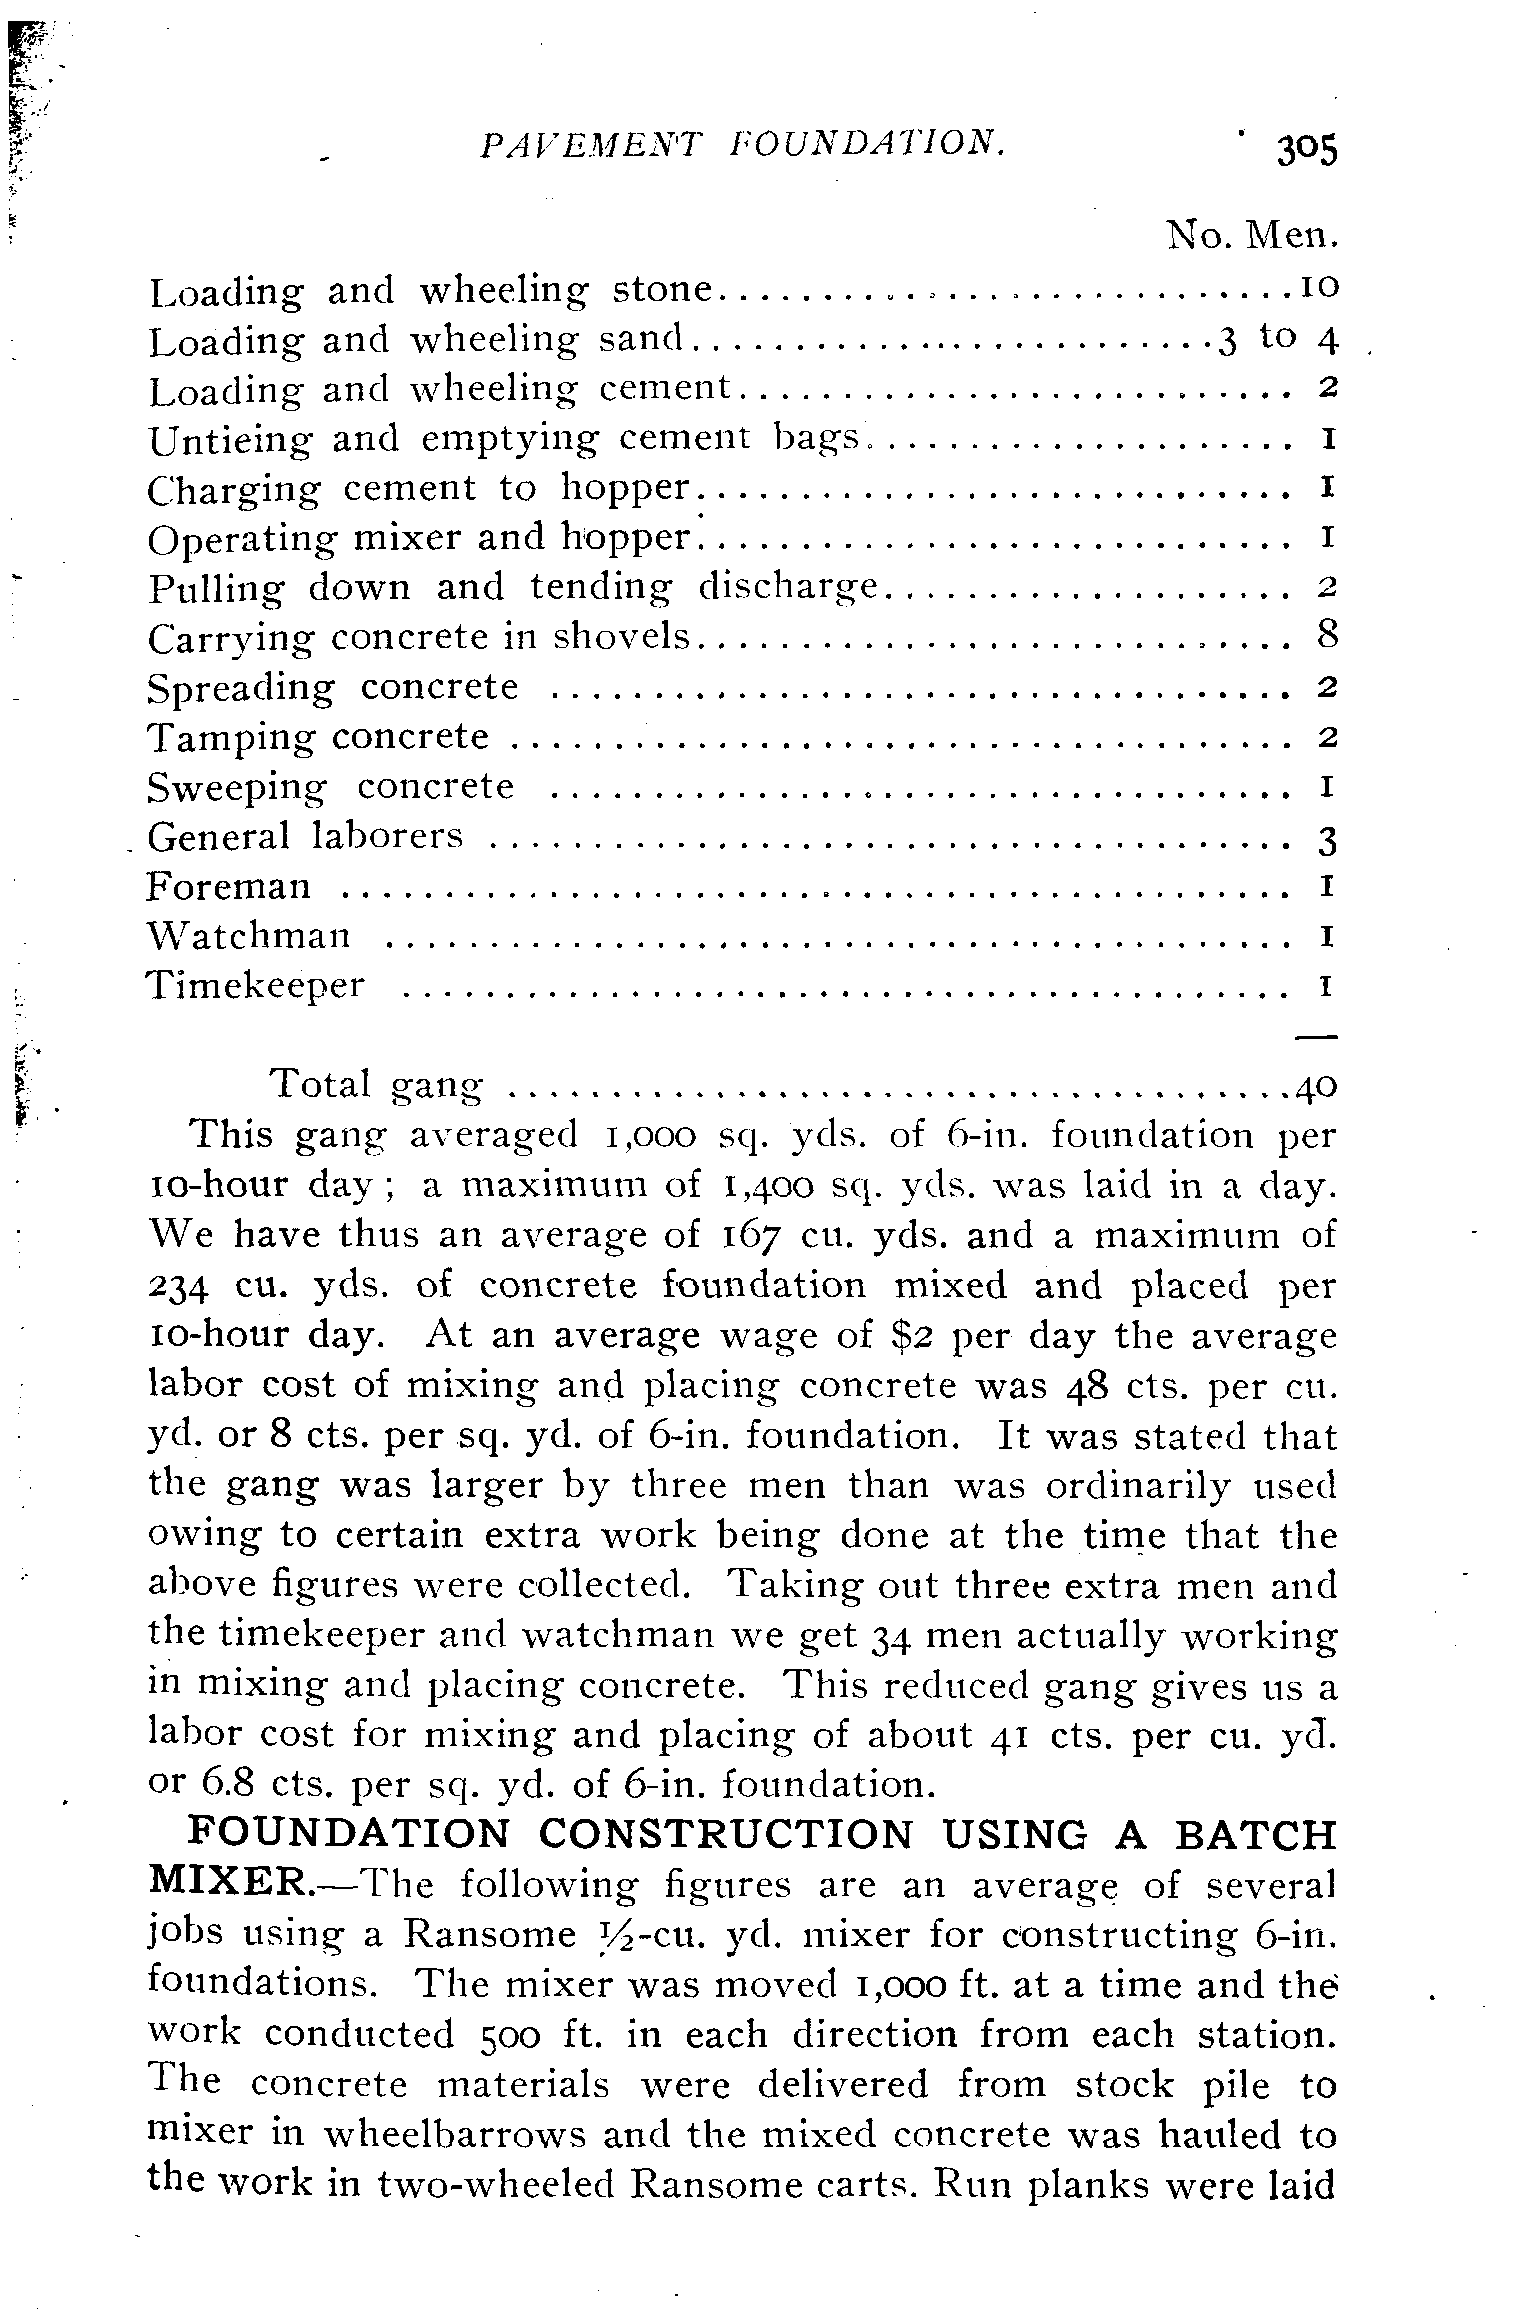 PAVEMENT FOUNDATION. 305
No. Men.
Loading and wheeling stone............................10
Loading and wheeling sand..........................3 to 4
Loading and wheeling cement........................... 2
Untieing and emptying cement bags..................... 1
Charging cement to hopper............................. 1
Operating mixer and hopper............................. 1
Pulling down and tending discharge.................... 2
Carrying concrete in shovels............................. 8
Spreading concrete .................................... 2
Tamping concrete ...................................... 2
Sweeping concrete .................................... 1
General laborers ....................................... 3
Foreman .............................................. 1
Watchman ............................................ 1
Timekeeper ........................................... 1
Total gang ......................................40
This gang averaged 1,000 sq. yds. of 6-in. foundation per
10-hour day; a maximum of 1,400 sq. yds. was laid in a day.
We have thus an average of 167 cu. yds. and a maximum of
234 cu. yds. of concrete foundation mixed and placed per
10-hour day. At an average wage of $2 per day the average
labor cost of mixing and placing concrete was 48 cts. per cu.
yd. or 8 cts. per sq. yd. of 6-in. foundation. It was stated that
the gang was larger by three men than was ordinarily used
owing to certain extra work being done at the time that the
above figures were collected. Taking out three extra men and
the timekeeper and watchman we get 34 men actually working
in mixing and placing concrete. This reduced gang gives us a
labor cost for mixing and placing of about 41 cts. per cu. yd.
or 6.8 cts. per sq. yd. of 6-in. foundation.
FOUNDATION CONSTRUCTION USING A BATCH
MIXER.—The following figures are an average of several
jobs using a Ransome ½-cu. yd. mixer for constructing 6-in.
foundations. The mixer was moved 1,000 ft. at a time and the
work conducted 500 ft. in each direction from each station.
The concrete materials were delivered from stock pile to
mixer in wheelbarrows and the mixed concrete was hauled to
the work in two-wheeled Ransome carts. Run planks were laid